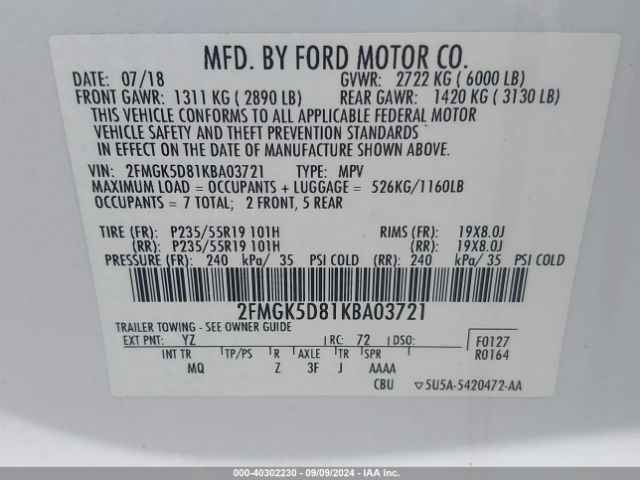 MFD. BY FORD MOTOR CO.
DATE: 07/18 GVWR: 2722 KG ( 6000 LB)
FRONT GAWR: 1311 KG ( 2890 LB) REAR GAWR: 1420 KG ( 3130 LB)
THIS VEHICLE CONFORMS TO ALL APPLICABLE FEDERAL MOTOR
VEHICLE SAFETY AND THEFT PREVENTION STANDARDS
IN EFFECT ON THE DATE OF MANUFACTURE SHOWN ABOVE.
VIN: 2FMGK5D81KBA03721 TYPE: MPV
MAXIMUM LOAD = OCCUPANTS + LUGGAGE = 526KG/1160LB
OCCUPANTS = 7 TOTAL; 2 FRONT, 5 REAR
TIRE (FR): P235/55R19 101H RIMS (FR): 19X8.0J
(RR): P235/55R19 101H (RR): 19X8.0J
PRESSURE (FR): 240 kPa/ 35 PSI COLD (RR): 240 kPa/ 35 PSI COLD
2FMGK5D81KBA03721
TRAILER TOWING - SEE OWNER GUIDE
EXT PNT: YZ RC: 72 DSO: F0127
INT TR TP/PS R AXLE TR SPR R0164
MQ Z 3F J AAAA
CBU ▽5U5A-5420472-AA
000-40302230 - 09/09/2024 - IAA Inc.